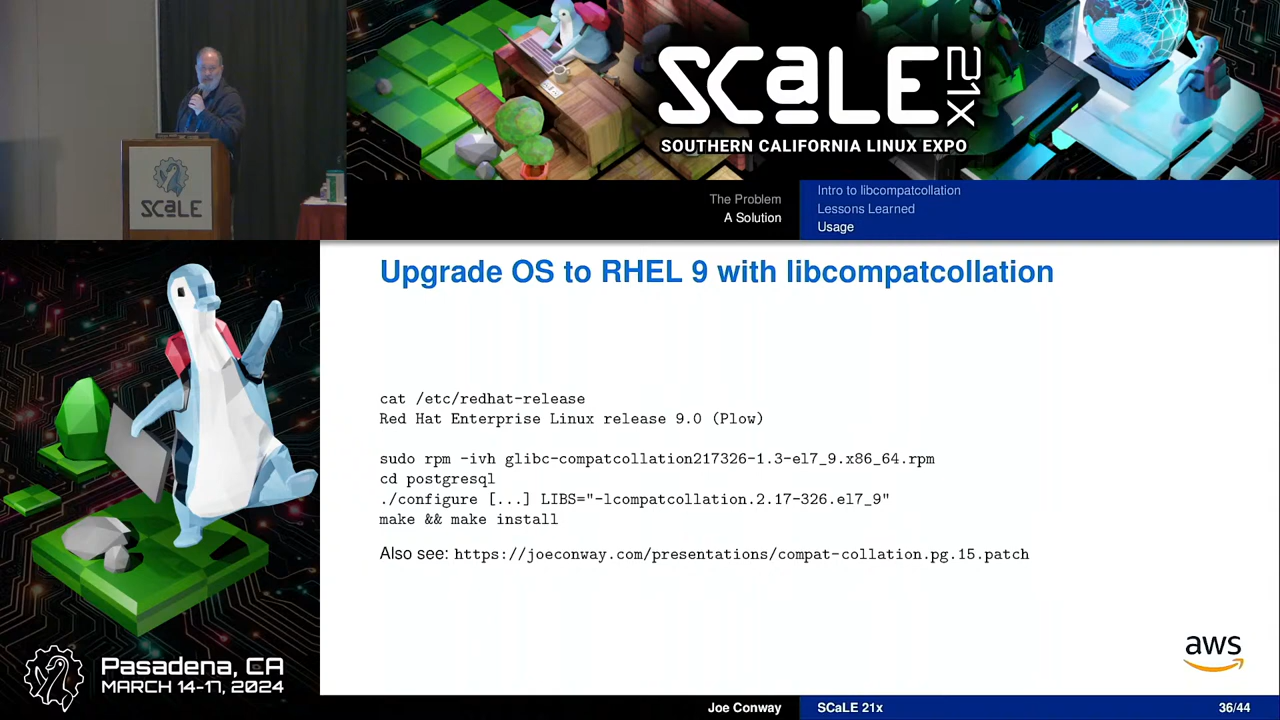 SCaLE
SCaLE 21x
SOUTHERN CALIFORNIA LINUX EXPO
The Problem
A Solution
Intro to libcompatcollation
Lessons Learned
Usage
Upgrade OS to RHEL 9 with libcompatcollation
cat /etc/redhat-release
Red Hat Enterprise Linux release 9.0 (Plow)
sudo rpm -ivh glibc-compatcollation217326-1.3-el7_9.x86_64.rpm
cd postgresql
./configure [...] LIBS="-lcompatcollation.2.17-326.el7_9"
make && make install
Also see: https://joeconway.com/presentations/compat-collation.pg.15.patch
aws
Pasadena, CA
MARCH 14-17, 2024
Joe Conway
SCaLE 21x
36/44